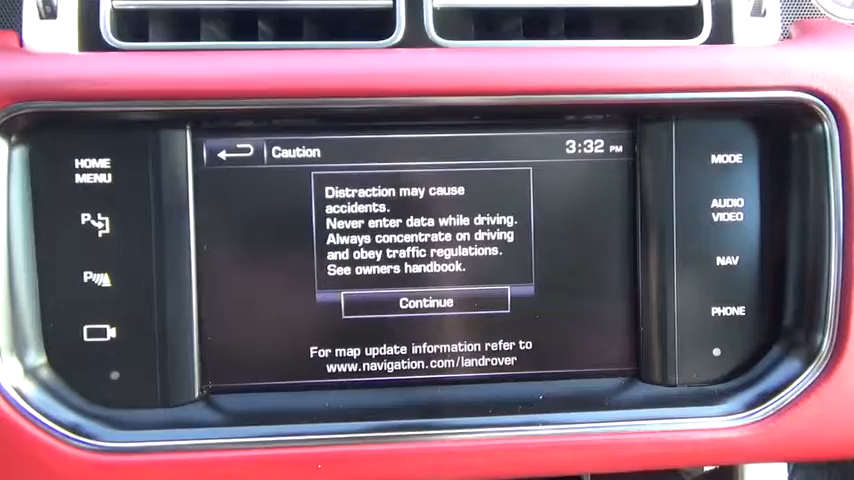 Caution
3:32 PM
HOME
MENU
P
P
Distraction may cause
accidents.
Never enter data while driving.
Always concentrate on driving
and obey traffic regulations.
See owners handbook.
Continue
For map update information refer to
www.navigation.com/landrover
MODE
AUDIO
VIDEO
NAV
PHONE